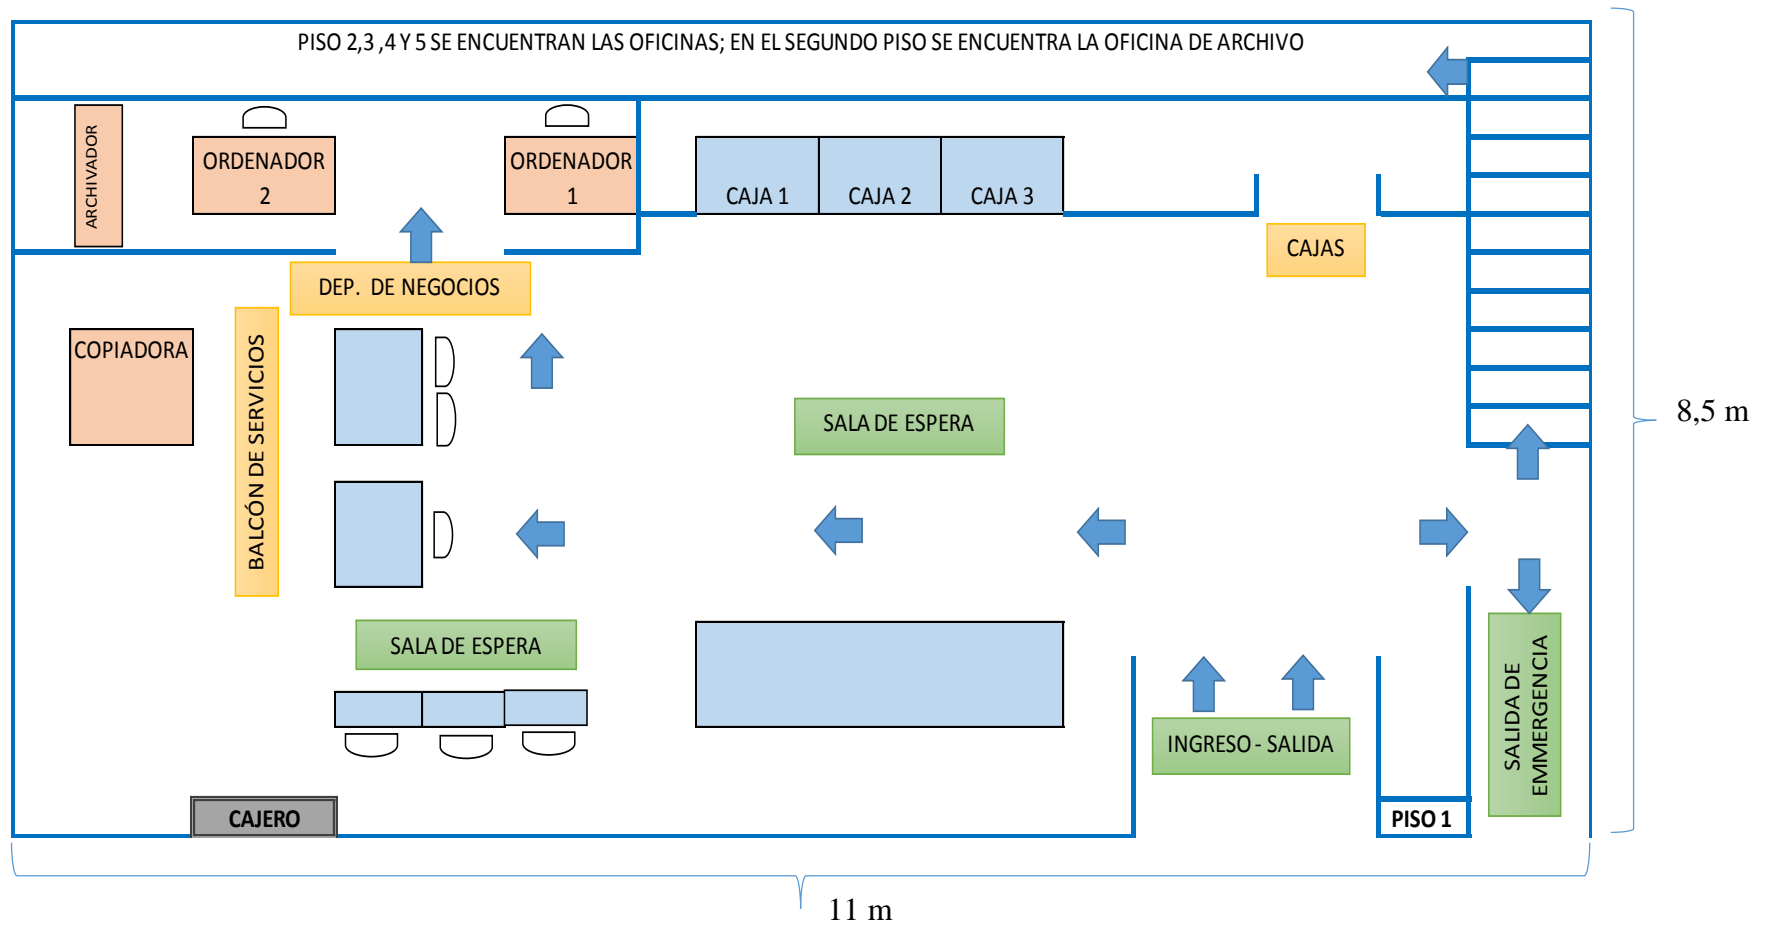 PISO 2,3 ,4 Y 5 SE ENCUENTRAN LAS OFICINAS; EN EL SEGUNDO PISO SE ENCUENTRA LA OFICINA DE ARCHIVO
ARCHIVADOR
ORDENADOR
2
ORDENADOR
1
CAJA 1
CAJA 2
CAJA 3
CAJAS
DEP. DE NEGOCIOS
COPIADORA
BALCÓN DE SERVICIOS
SALA DE ESPERA
8,5 m
SALA DE ESPERA
INGRESO - SALIDA
SALIDA DE
EMMERGENCIA
CAJERO
PISO 1
11 m